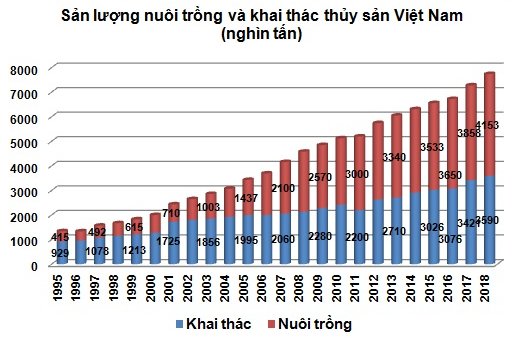 Sản lượng nuôi trồng và khai thác thủy sản Việt Nam
(nghìn tấn)
8000
7000
6000
5000
4000
3000
2000
1000
0
415 492 615 710 1003 1437 2100 2570 3000 3340 3533 3650 3858 4153
929 1078 1213 1725 1856 1995 2060 2280 2200 2710 3026 3076 3421 3590
1995 1996 1997 1998 1999 2000 2001 2002 2003 2004 2005 2006 2007 2008 2009 2010 2011 2012 2013 2014 2015 2016 2017 2018
Khai thác Nuôi trồng